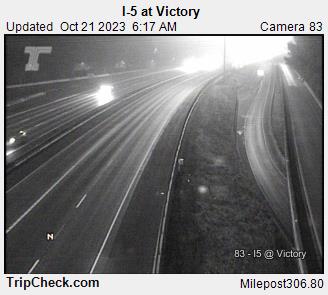 I-5 at Victory
Updated Oct 21 2023 6:17 AM Camera 83
T
N
83 - I5 @ Victory
TripCheck.com Milepost306.80